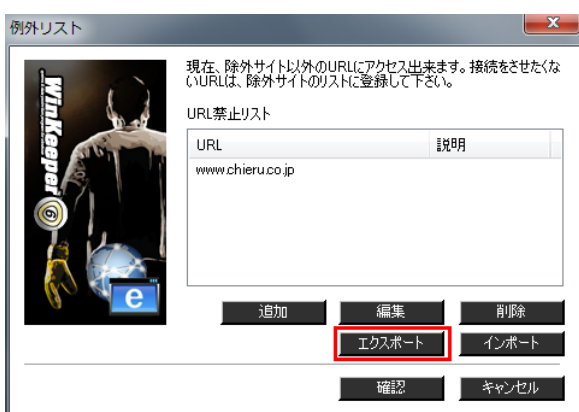 例外リスト
現在、除外サイト以外のURLにアクセス出来ます。接続をさせたくな
いURLは、除外サイトのリストに登録して下さい。
WinKeeper 6
URL禁止リスト
URL 説明
www.chieru.co.jp
e
追加 編集 削除
エクスポート インポート
確認 キャンセル